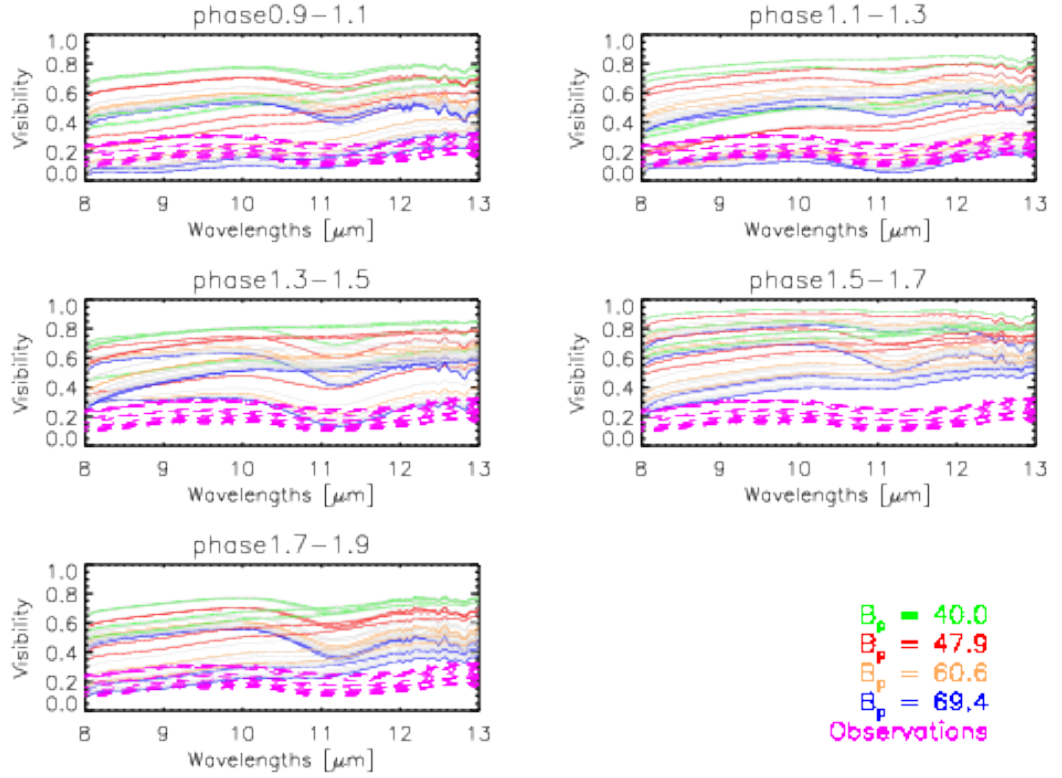 phase0.9−1.1
Visibility
1.0
0.8
0.6
0.4
0.2
0.0
8 9 10 11 12 13
Wavelengths [μm]
phase1.1−1.3
Visibility
1.0
0.8
0.6
0.4
0.2
0.0
8 9 10 11 12 13
Wavelengths [μm]
phase1.3−1.5
Visibility
1.0
0.8
0.6
0.4
0.2
0.0
8 9 10 11 12 13
Wavelengths [μm]
phase1.5−1.7
Visibility
1.0
0.8
0.6
0.4
0.2
0.0
8 9 10 11 12 13
Wavelengths [μm]
phase1.7−1.9
Visibility
1.0
0.8
0.6
0.4
0.2
0.0
8 9 10 11 12 13
Wavelengths [μm]
Bp = 40.0
Bp = 47.9
Bp = 60.6
Bp = 69.4
Observations